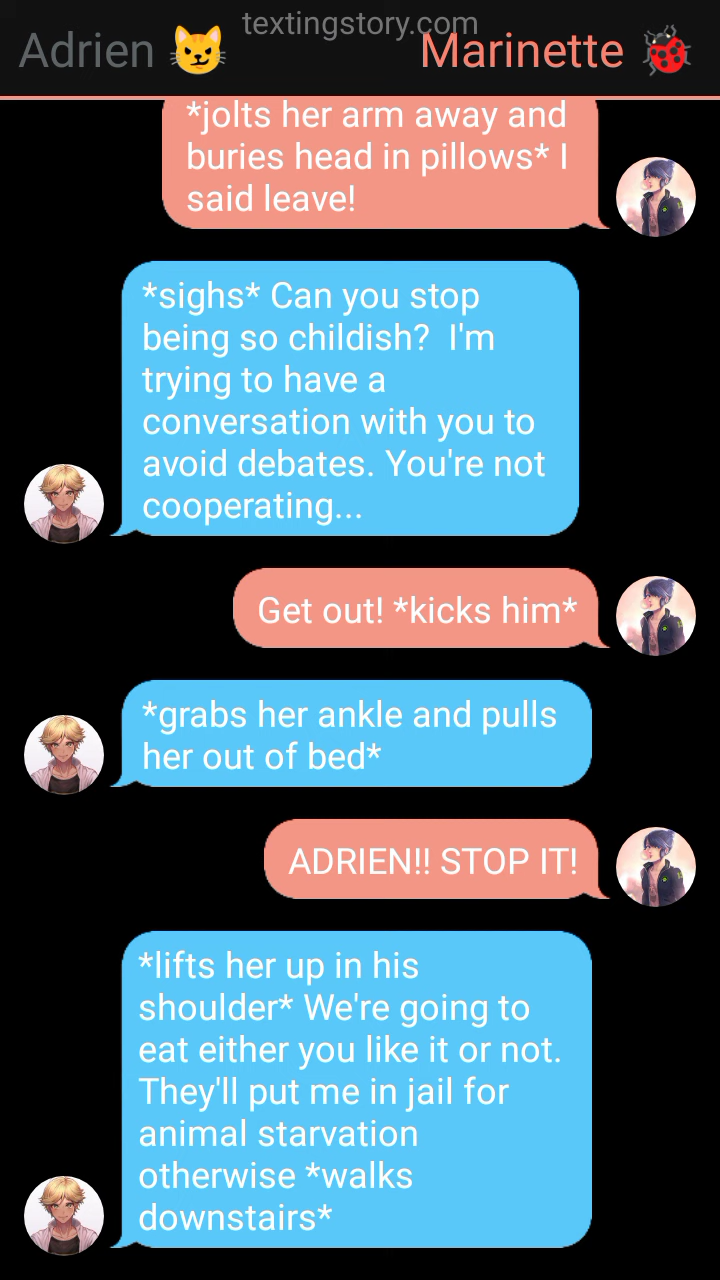 textingstory.com
Adrien 😼 Marinette 🐞
*jolts her arm away and
buries head in pillows* I
said leave!
*sighs* Can you stop
being so childish?  I'm
trying to have a
conversation with you to
avoid debates. You're not
cooperating...
Get out! *kicks him*
*grabs her ankle and pulls
her out of bed*
ADRIEN!! STOP IT!
*lifts her up in his
shoulder* We're going to
eat either you like it or not.
They'll put me in jail for
animal starvation
otherwise *walks
downstairs*